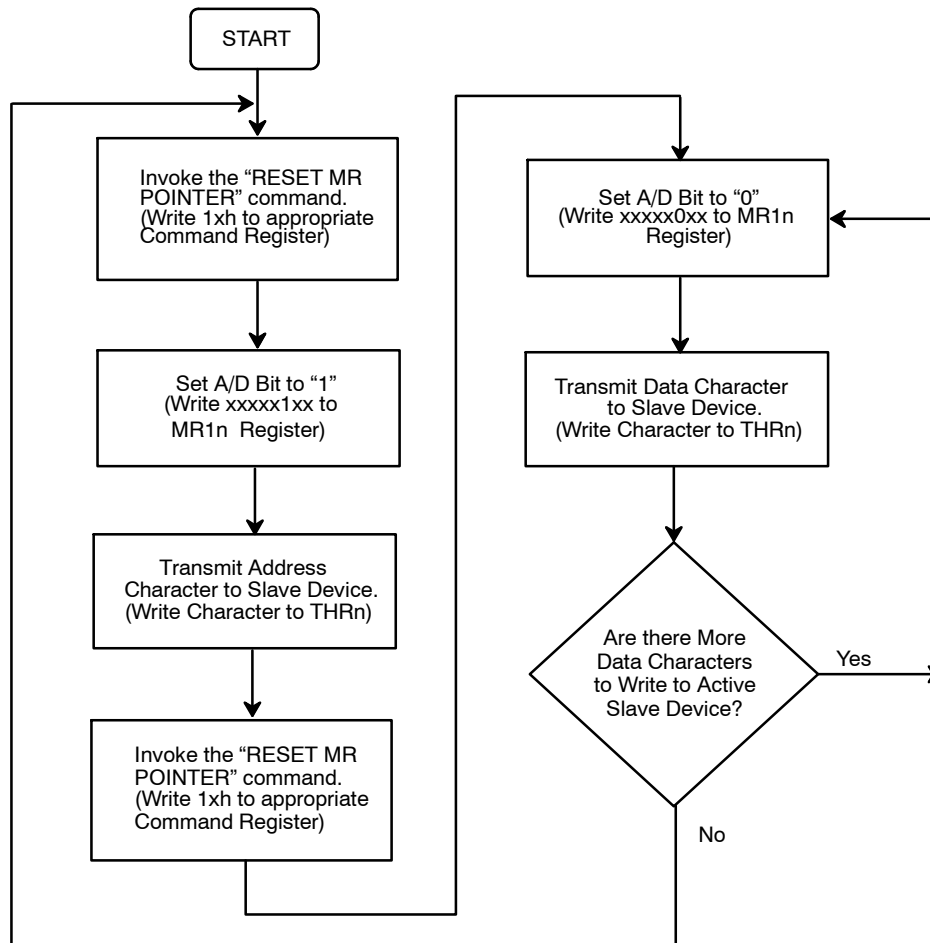 START
Invoke the “RESET MR
POINTER” command.
(Write 1xh to appropriate
Command Register)
Set A/D Bit to “1”
(Write xxxxx1xx to
MR1n Register)
Transmit Address
Character to Slave Device.
(Write Character to THRn)
Invoke the “RESET MR
POINTER” command.
(Write 1xh to appropriate
Command Register)
Set A/D Bit to “0”
(Write xxxxx0xx to MR1n
Register)
Transmit Data Character
to Slave Device.
(Write Character to THRn)
Are there More
Data Characters
to Write to Active
Slave Device?
Yes
No